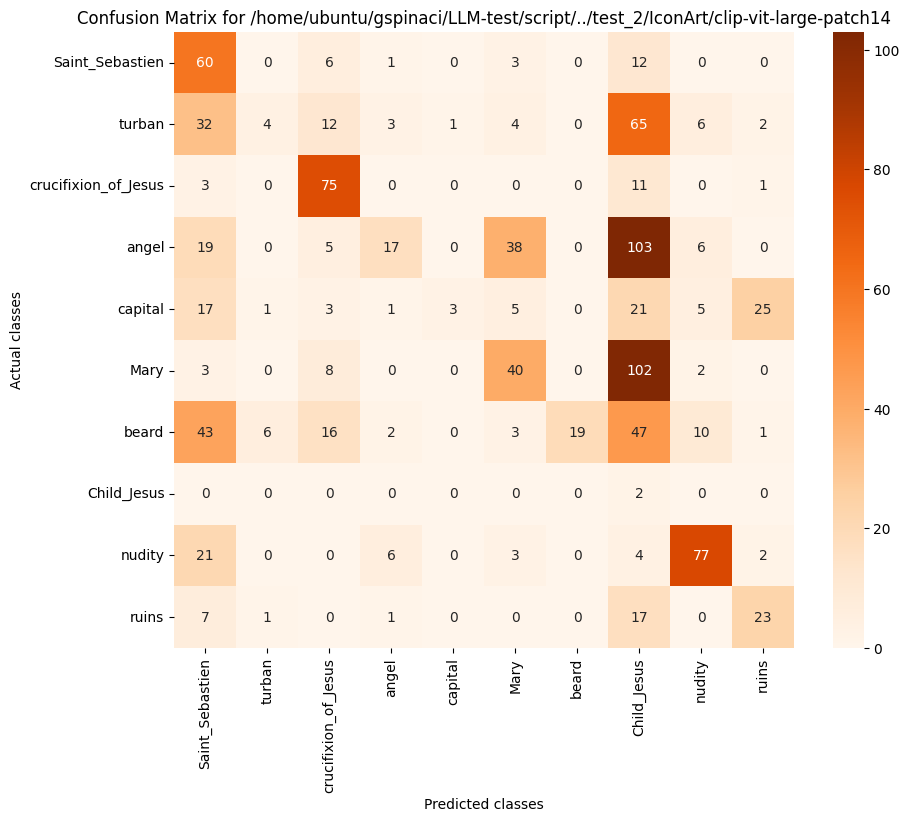 Confusion Matrix for /home/ubuntu/gspinaci/LLM-test/script/../test_2/IconArt/clip-vit-large-patch14
Saint_Sebastien 60 0 6 1 0 3 0 12 0 0
turban 32 4 12 3 1 4 0 65 6 2
crucifixion_of_Jesus 3 0 75 0 0 0 0 11 0 1
angel 19 0 5 17 0 38 0 103 6 0
capital 17 1 3 1 3 5 0 21 5 25
Mary 3 0 8 0 0 40 0 102 2 0
beard 43 6 16 2 0 3 19 47 10 1
Child_Jesus 0 0 0 0 0 0 0 2 0 0
nudity 21 0 0 6 0 3 0 4 77 2
ruins 7 1 0 1 0 0 0 17 0 23
Actual classes
Saint_Sebastien turban crucifixion_of_Jesus angel capital Mary beard Child_Jesus nudity ruins
Predicted classes
100
80
60
40
20
0